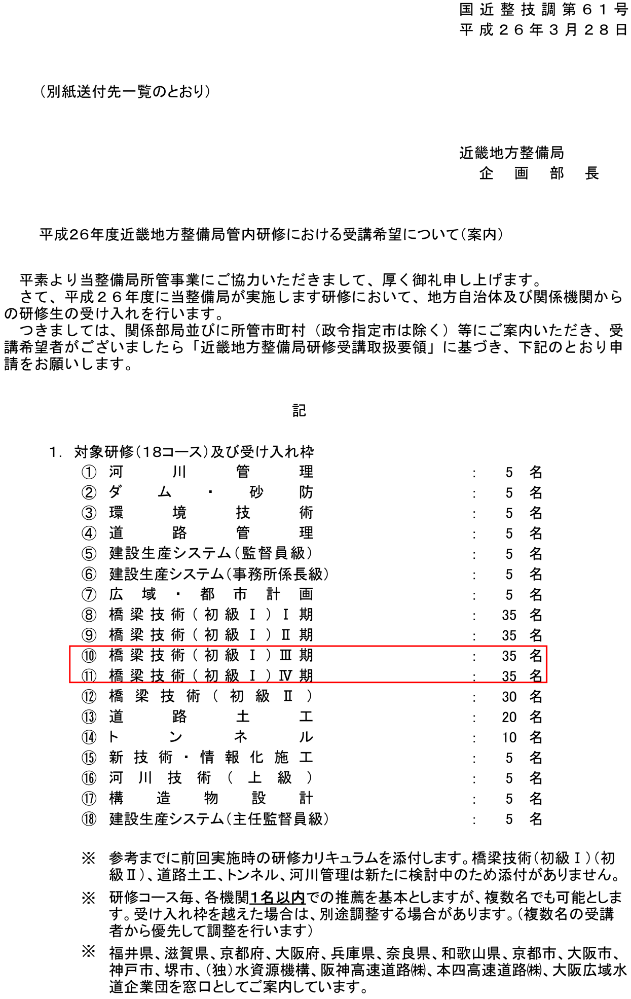 国近整技調第６１号
平成２６年３月２８日
（別紙送付先一覧のとおり）
近畿地方整備局
企画部長
平成26年度近畿地方整備局管内研修における受講希望について（案内）
平素より当整備局所管事業にご協力いただきまして、厚く御礼申し上げます。
さて、平成２６年度に当整備局が実施します研修において、地方自治体及び関係機関から
の研修生の受け入れを行います。
つきましては、関係部局並びに所管市町村（政令指定市は除く）等にご案内いただき、受
講希望者がございましたら「近畿地方整備局研修受講取扱要領」に基づき、下記のとおり申
請をお願いします。
記
1. 対象研修（18コース）及び受け入れ枠
① 河川管理 : 5 名
② ダム・砂防 : 5 名
③ 環境技術 : 5 名
④ 道路管理 : 5 名
⑤ 建設生産システム（監督員級） : 5 名
⑥ 建設生産システム（事務所係長級） : 5 名
⑦ 広域・都市計画 : 5 名
⑧ 橋梁技術（初級Ⅰ）Ⅰ期 : 35 名
⑨ 橋梁技術（初級Ⅰ）Ⅱ期 : 35 名
⑩ 橋梁技術（初級Ⅰ）Ⅲ期 : 35 名
⑪ 橋梁技術（初級Ⅰ）Ⅳ期 : 35 名
⑫ 橋梁技術（初級Ⅱ） : 30 名
⑬ 道路土工 : 20 名
⑭ トンネル : 10 名
⑮ 新技術・情報化施工 : 5 名
⑯ 河川技術（上級） : 5 名
⑰ 構造物設計 : 5 名
⑱ 建設生産システム（主任監督員級） : 5 名
※ 参考までに前回実施時の研修カリキュラムを添付します。橋梁技術（初級Ⅰ）（初
級Ⅱ）、道路土工、トンネル、河川管理は新たに検討中のため添付がありません。
※ 研修コース毎、各機関1名以内での推薦を基本としますが、複数名でも可能としま
す。受け入れ枠を越えた場合は、別途調整する場合があります。（複数名の受講
者から優先して調整を行います）
※ 福井県、滋賀県、京都府、大阪府、兵庫県、奈良県、和歌山県、京都市、大阪市、
神戸市、堺市、（独）水資源機構、阪神高速道路㈱、本四高速道路㈱、大阪広域水
道企業団を窓口としてご案内しています。